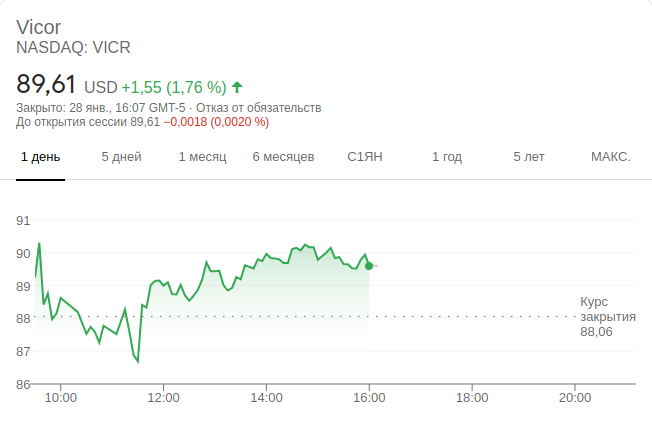 Vicor
NASDAQ: VICR
89,61 USD +1,55 (1,76 %)
Закрыто: 28 янв., 16:07 GMT-5 · Отказ от обязательств
До открытия сессии 89,61 −0,0018 (0,0020 %)
1 день 5 дней 1 месяц 6 месяцев С1ЯН 1 год 5 лет МАКС.
91
90
89
88
87
86
Курс
закрытия
88,06
10:00 12:00 14:00 16:00 18:00 20:00